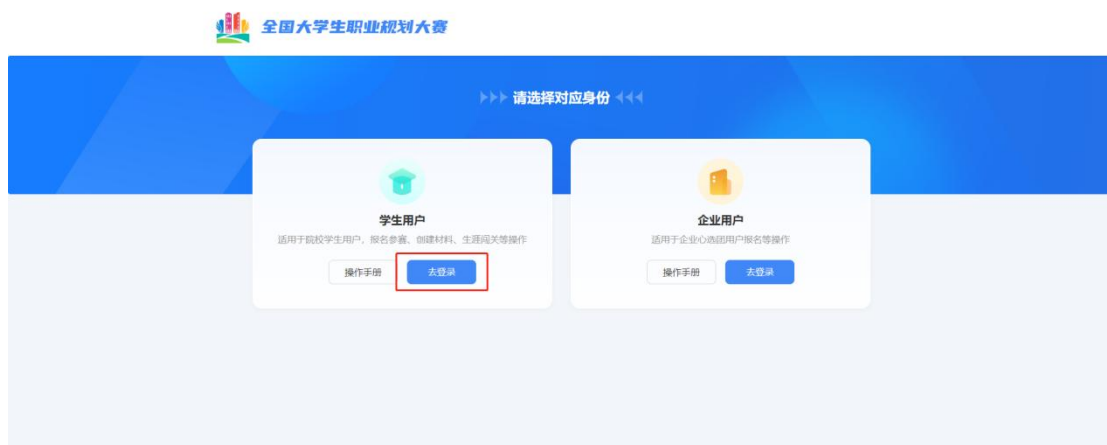 全国大学生职业规划大赛
请选择对应身份
学生用户
适用于院校学生用户，报名参赛、创建材料、生涯闯关等操作
操作手册
去登录
企业用户
适用于企业心选团用户报名等操作
操作手册
去登录